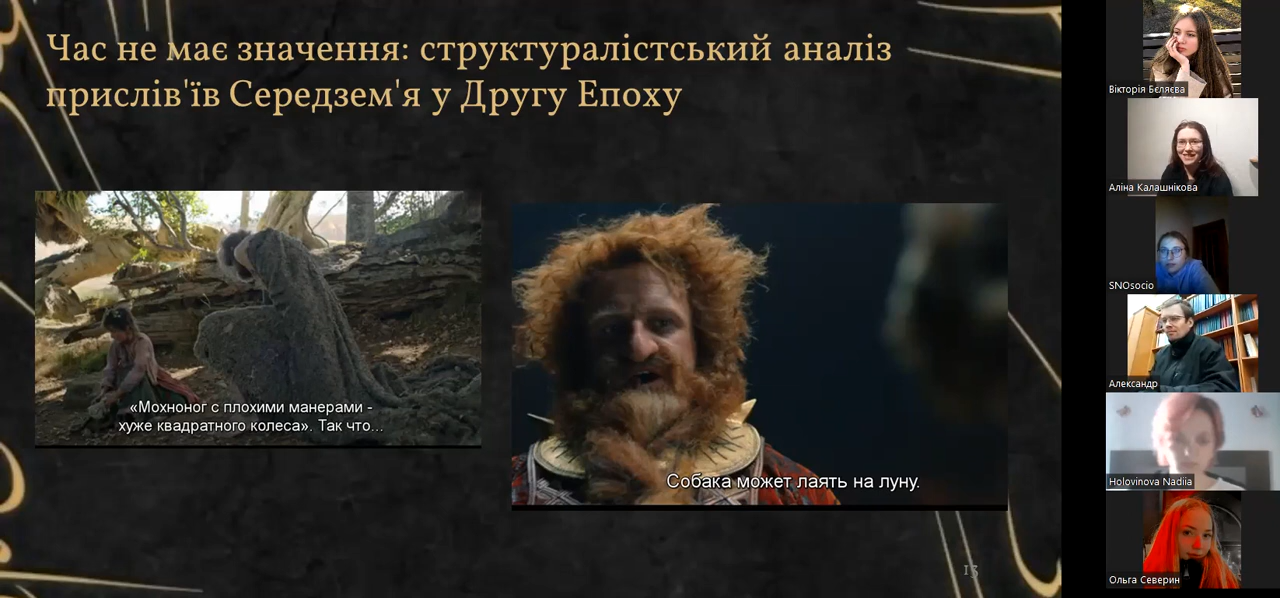 Час не має значення: структуралістський аналіз
прислів'їв Середзем'я у Другу Епоху
«Мохноног с плохими манерами -
хуже квадратного колеса». Так что...
Собака может лаять на луну.
13
Вікторія Бєляєва
Аліна Калашнікова
SNOsocio
Александр
Holovinova Nadiia
Ольга Северин